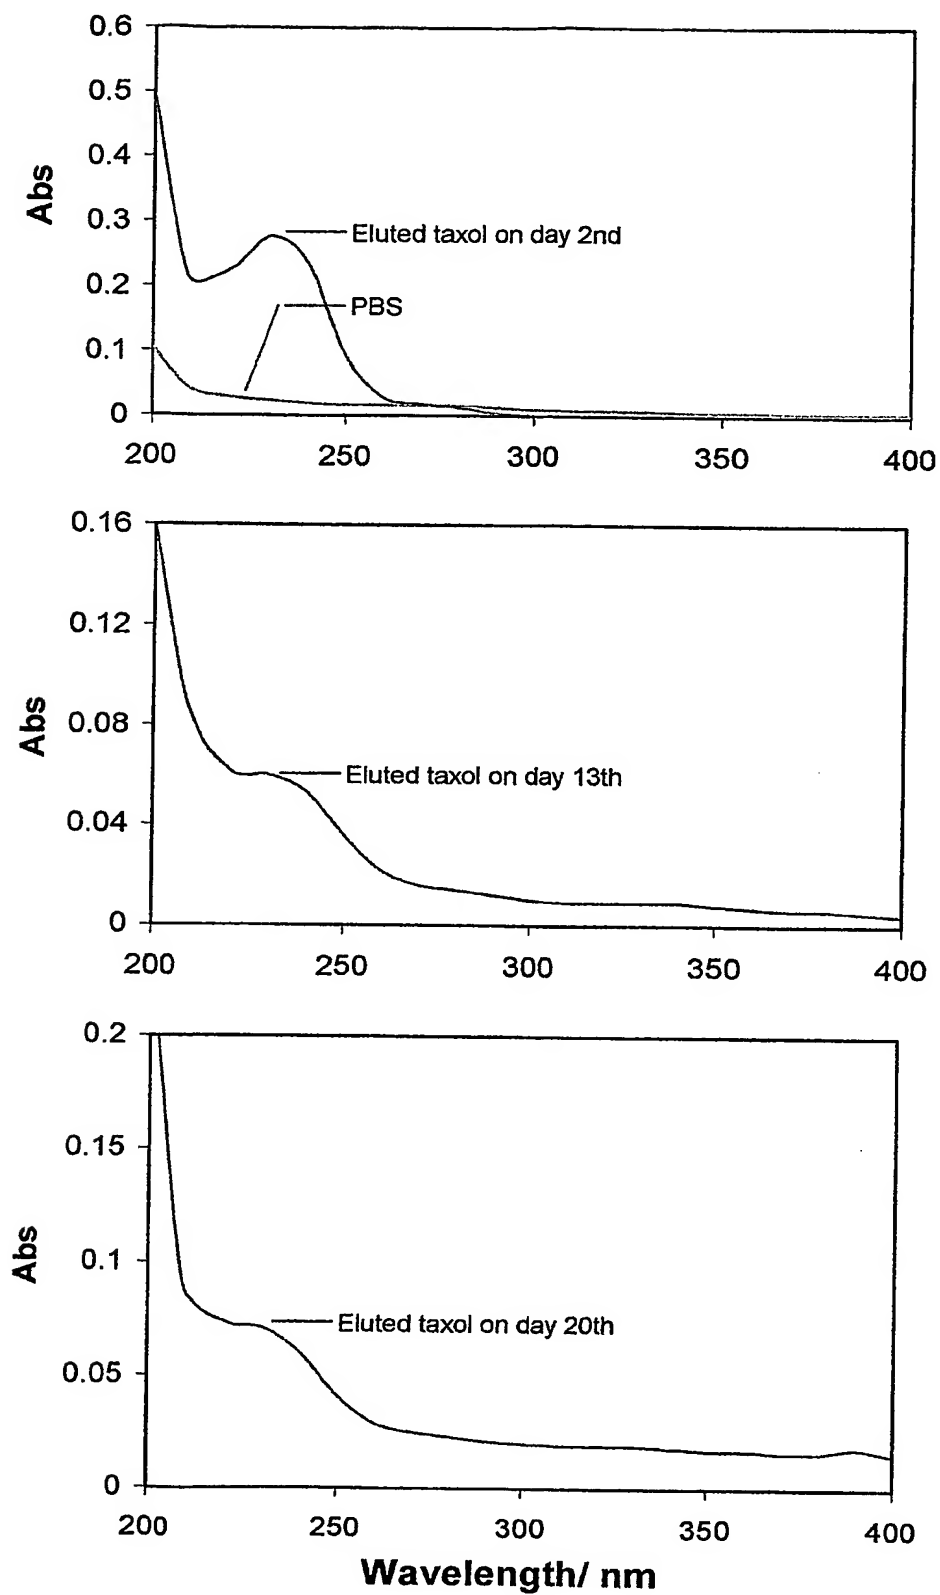 0.6
0.5
0.4
0.3
0.2
0.1
0
Abs
Eluted taxol on day 2nd
PBS
200 250 300 350 400
0.16
0.12
0.08
0.04
0
Abs
Eluted taxol on day 13th
200 250 300 350 400
0.2
0.15
0.1
0.05
0
Abs
Eluted taxol on day 20th
200 250 300 350 400
Wavelength/ nm